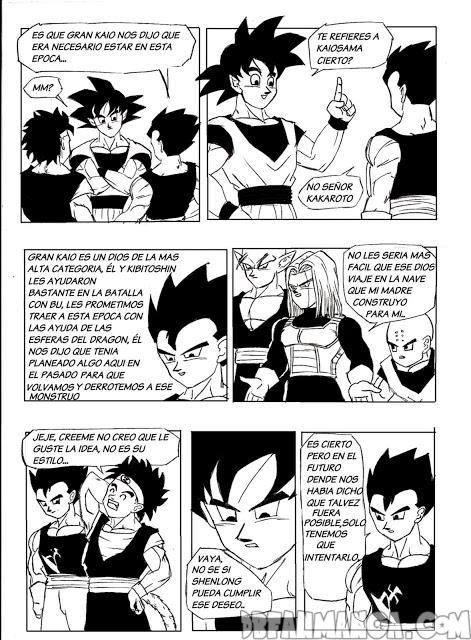 ES QUE GRAN KAIO NOS DIJO QUE
ERA NECESARIO ESTAR EN ESTA
EPOCA...
MM?
TE REFIERES A
KAIOSAMA
CIERTO?
NO SEÑOR
KAKAROTO
GRAN KAIO ES UN DIOS DE LA MAS
ALTA CATEGORIA, ÉL Y KIBITOSHIN
LES AYUDARON
BASTANTE EN LA BATALLA
CON BU, LES PROMETIMOS
TRAER A ESTA EPOCA CON
LAS AYUDA DE LAS
ESFERAS DEL DRAGON, ÉL
NOS DIJO QUE TENIA
PLANEADO ALGO AQUI EN
EL PASADO PARA QUE
VOLVAMOS Y DERROTEMOS A ESE
MONSTRUO
NO LES SERIA MAS
FACIL QUE ESE DIOS
VIAJE EN LA NAVE
QUE MI MADRE
CONSTRUYO
PARA MI..
JEJE, CREEME NO CREO QUE LE
GUSTE LA IDEA, NO ES SU
ESTILO...
VAYA,
NO SE SI
SHENLONG
PUEDA CUMPLIR
ESE DESEO..
ES CIERTO
PERO EN EL
FUTURO
DENDE NOS
HABIA DICHO
QUE TALVEZ
FUERA
POSIBLE,SOLO
TENEMOS
QUE
INTENTARLO.
DBFANMANGA.COM